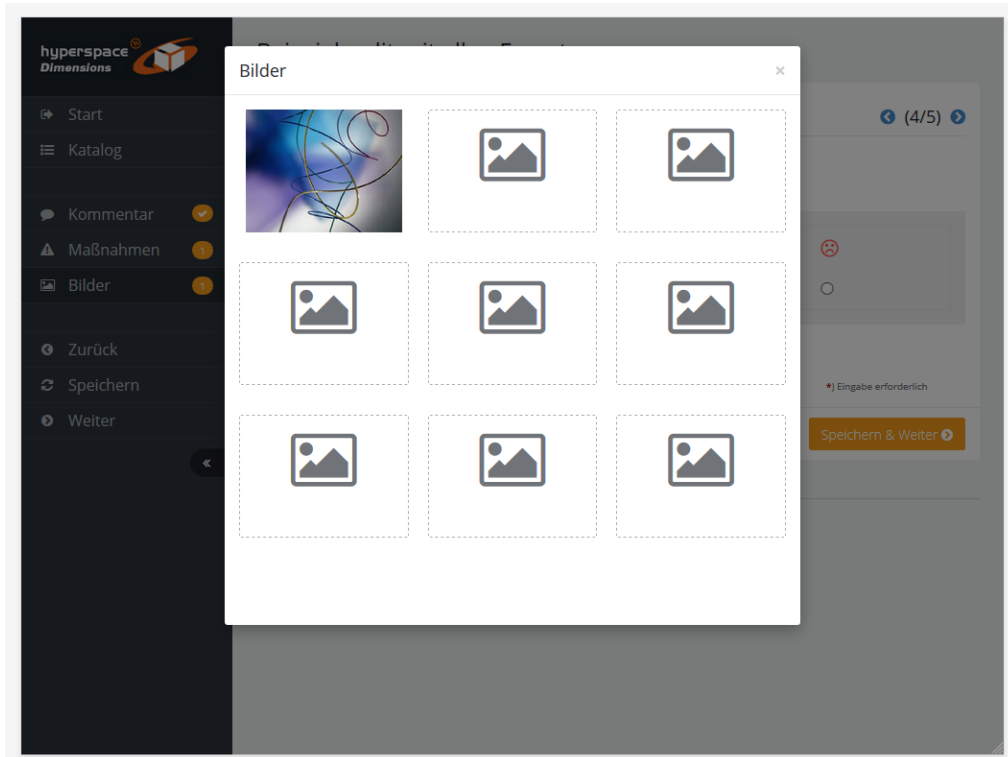 hyperspace®
Dimensions
Start
Katalog
Kommentar
Maßnahmen 1
Bilder 1
Zurück
Speichern
Weiter
Bilder ×
(4/5)
*) Eingabe erforderlich
Speichern & Weiter